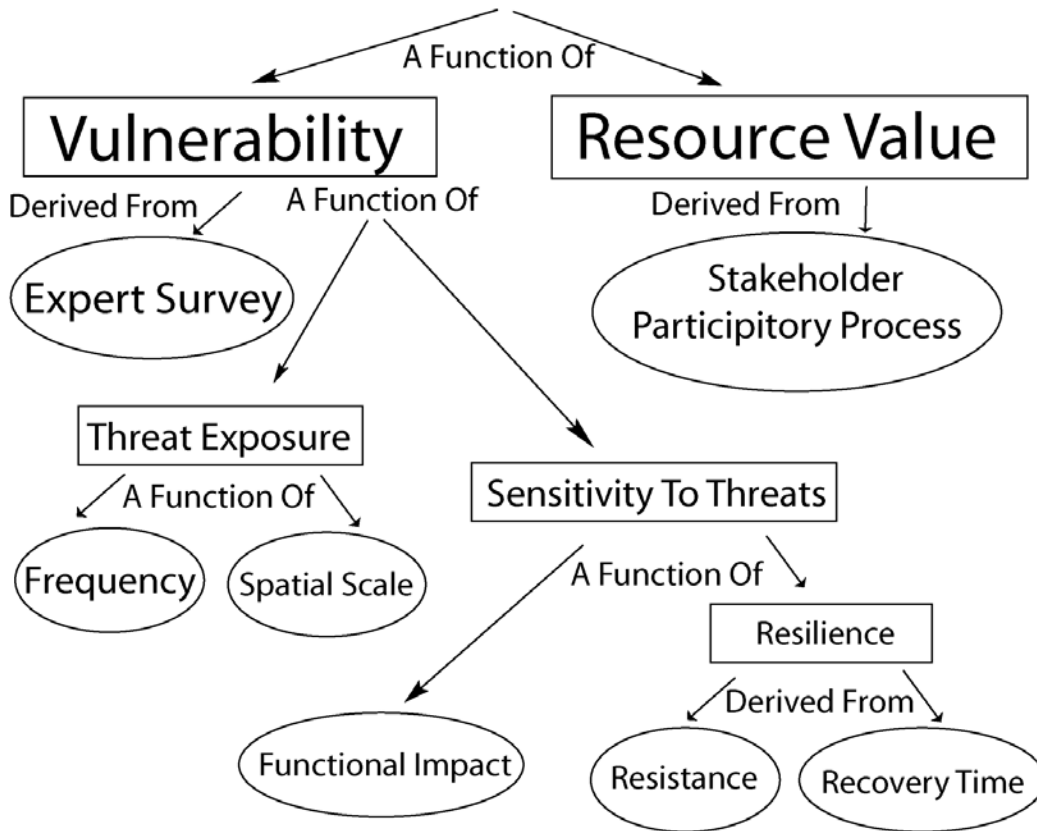 A Function Of
Vulnerability
Resource Value
Derived From
A Function Of
Derived From
Expert Survey
Stakeholder
Participitory Process
Threat Exposure
A Function Of
Sensitivity To Threats
Frequency
Spatial Scale
A Function Of
Resilience
Derived From
Functional Impact
Resistance
Recovery Time